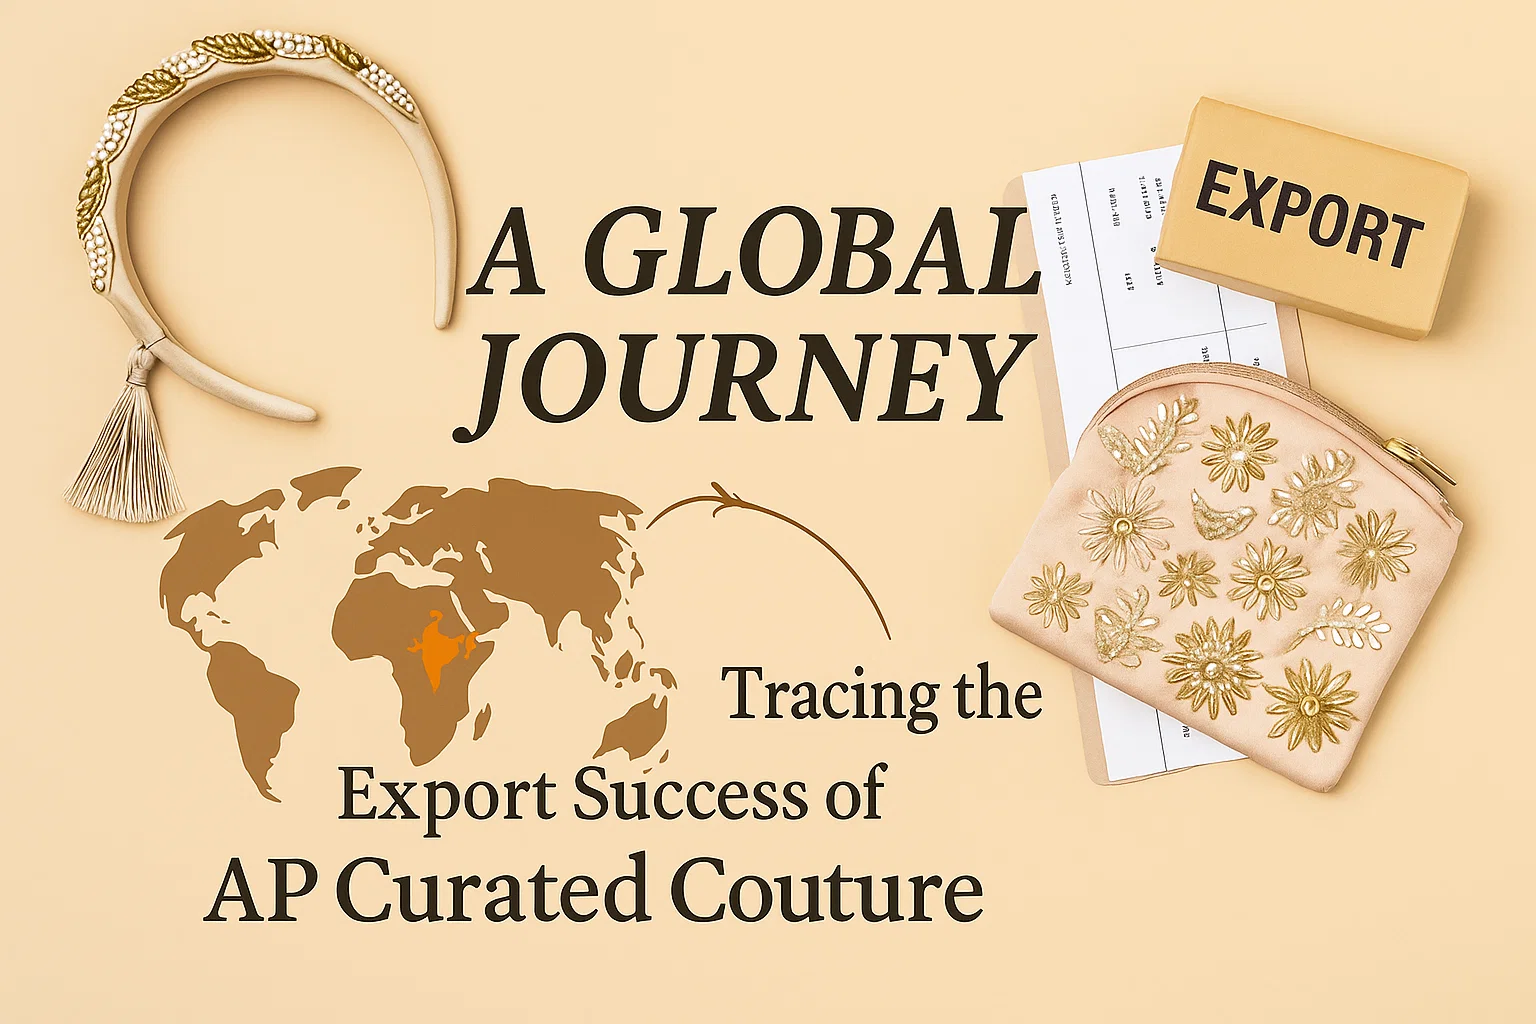 A GLOBAL
JOURNEY
EXPORT
Tracing the
Export Success of
AP Curated Couture